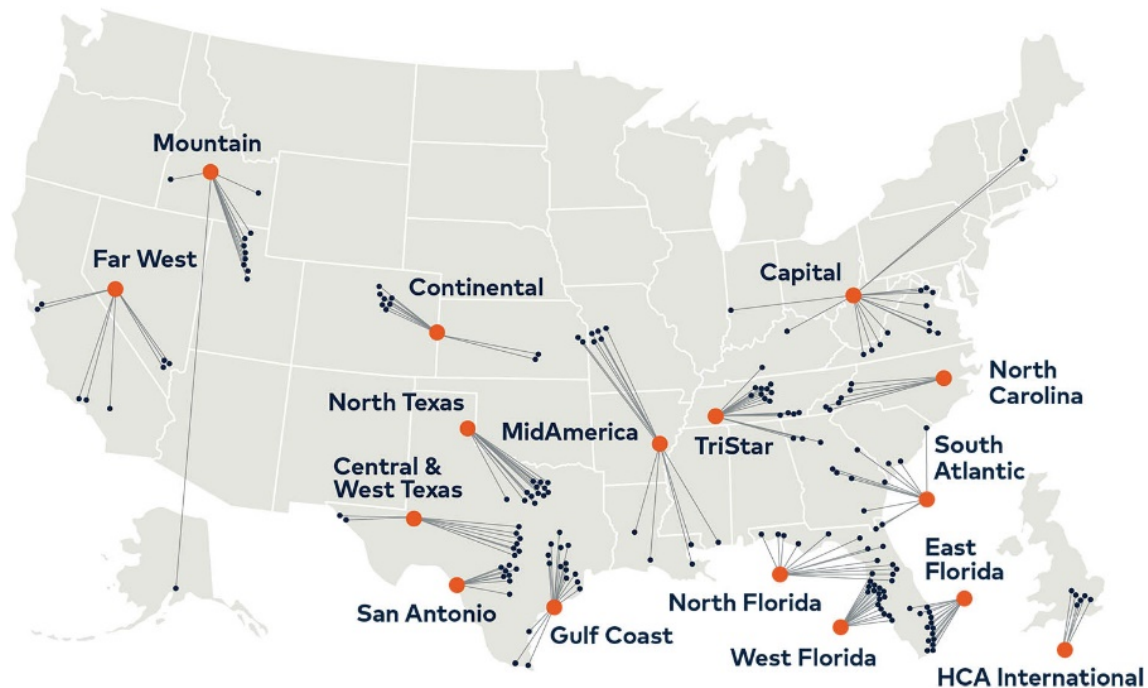 Mountain
Far West
Continental
Capital
North Texas
MidAmerica
TriStar
North
Carolina
Central &
West Texas
South
Atlantic
San Antonio
Gulf Coast
North Florida
East
Florida
West Florida
HCA International